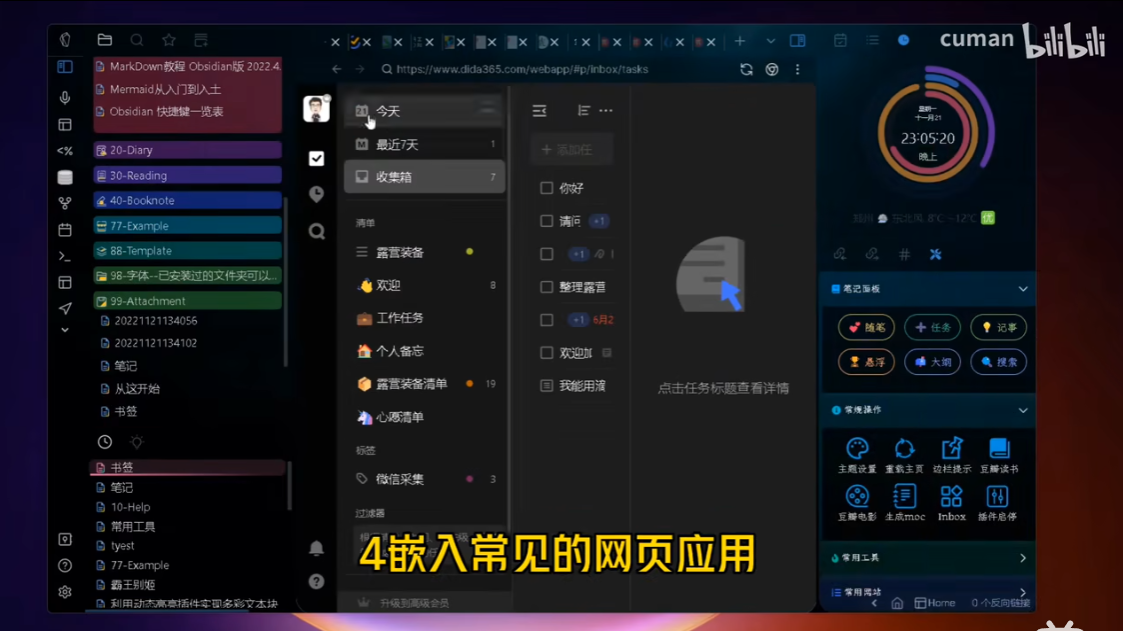 cuman bilibili
MarkDown教程 Obsidian版 2022.4.
Mermaid从入门到入土
Obsidian 快捷键一览表
20-Diary
30-Reading
40-Booknote
77-Example
88-Template
98-字体--已安装过的文件夹可以...
99-Attachment
20221121134056
20221121134102
笔记
从这开始
书签
书签
笔记
10-Help
常用工具
tyest
77-Example
霸王别姬
利用动态高亮插件实现多彩文本块
https://www.dida365.com/webapp/#p/inbox/tasks
今天
最近7天 1
收集箱 7
清单
露营装备
欢迎 8
工作任务
个人备忘
露营装备清单 19
心愿清单
标签
微信采集 3
过滤器
升级到高级会员
+ 添加任
你好
请问 +1
+1
整理露营
+1 6月2
欢迎加
我能用滴
点击任务标题查看详情
4嵌入常见的网页应用
星期一
十一月21
23:05:20
晚上
东北风 8℃~12℃ 优
笔记面板
随笔 任务 记事
悬浮 大纲 搜索
常规操作
主题设置 重载主页 边栏提示 豆瓣读书
豆瓣电影 生成moc Inbox 插件启停
常用工具
常用网站
Home 0 个反向链接